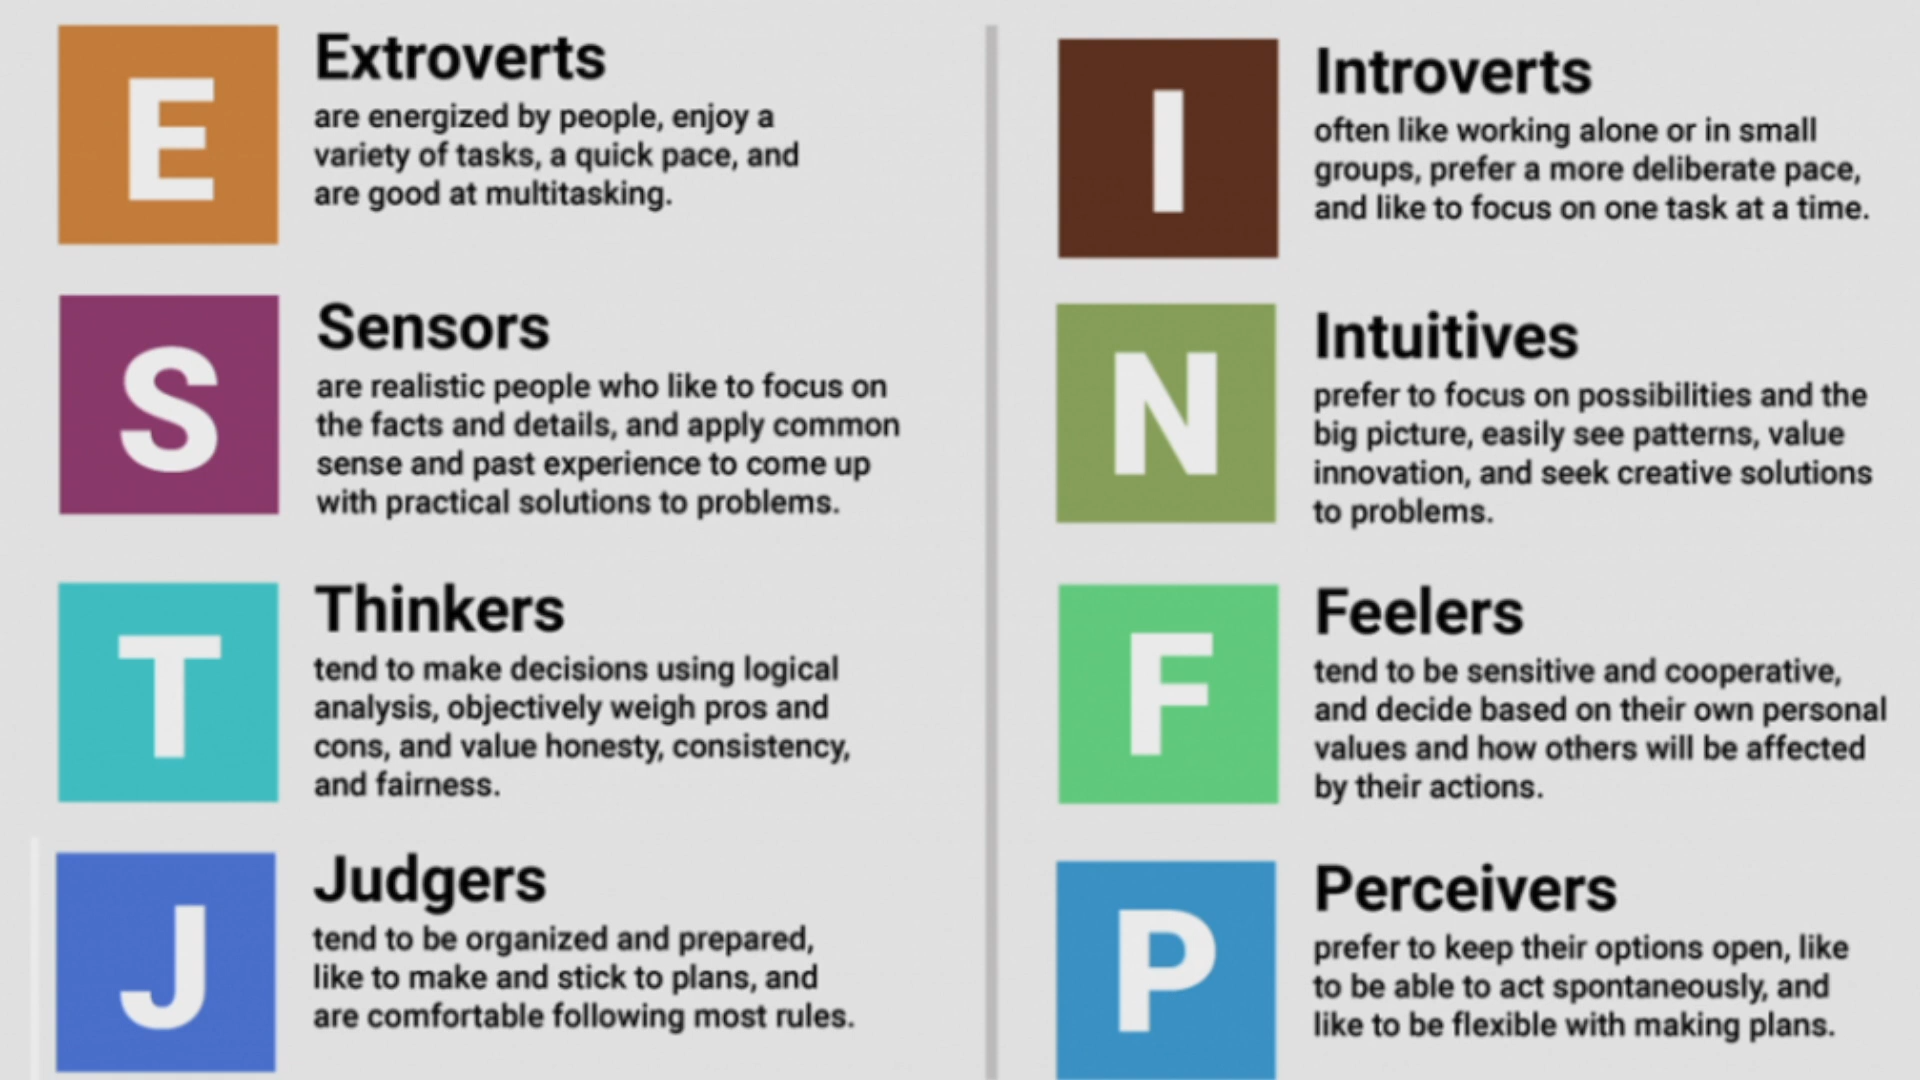 E
Extroverts
are energized by people, enjoy a
variety of tasks, a quick pace, and
are good at multitasking.
S
Sensors
are realistic people who like to focus on
the facts and details, and apply common
sense and past experience to come up
with practical solutions to problems.
T
Thinkers
tend to make decisions using logical
analysis, objectively weigh pros and
cons, and value honesty, consistency,
and fairness.
J
Judgers
tend to be organized and prepared,
like to make and stick to plans, and
are comfortable following most rules.
I
Introverts
often like working alone or in small
groups, prefer a more deliberate pace,
and like to focus on one task at a time.
N
Intuitives
prefer to focus on possibilities and the
big picture, easily see patterns, value
innovation, and seek creative solutions
to problems.
F
Feelers
tend to be sensitive and cooperative,
and decide based on their own personal
values and how others will be affected
by their actions.
P
Perceivers
prefer to keep their options open, like
to be able to act spontaneously, and
like to be flexible with making plans.